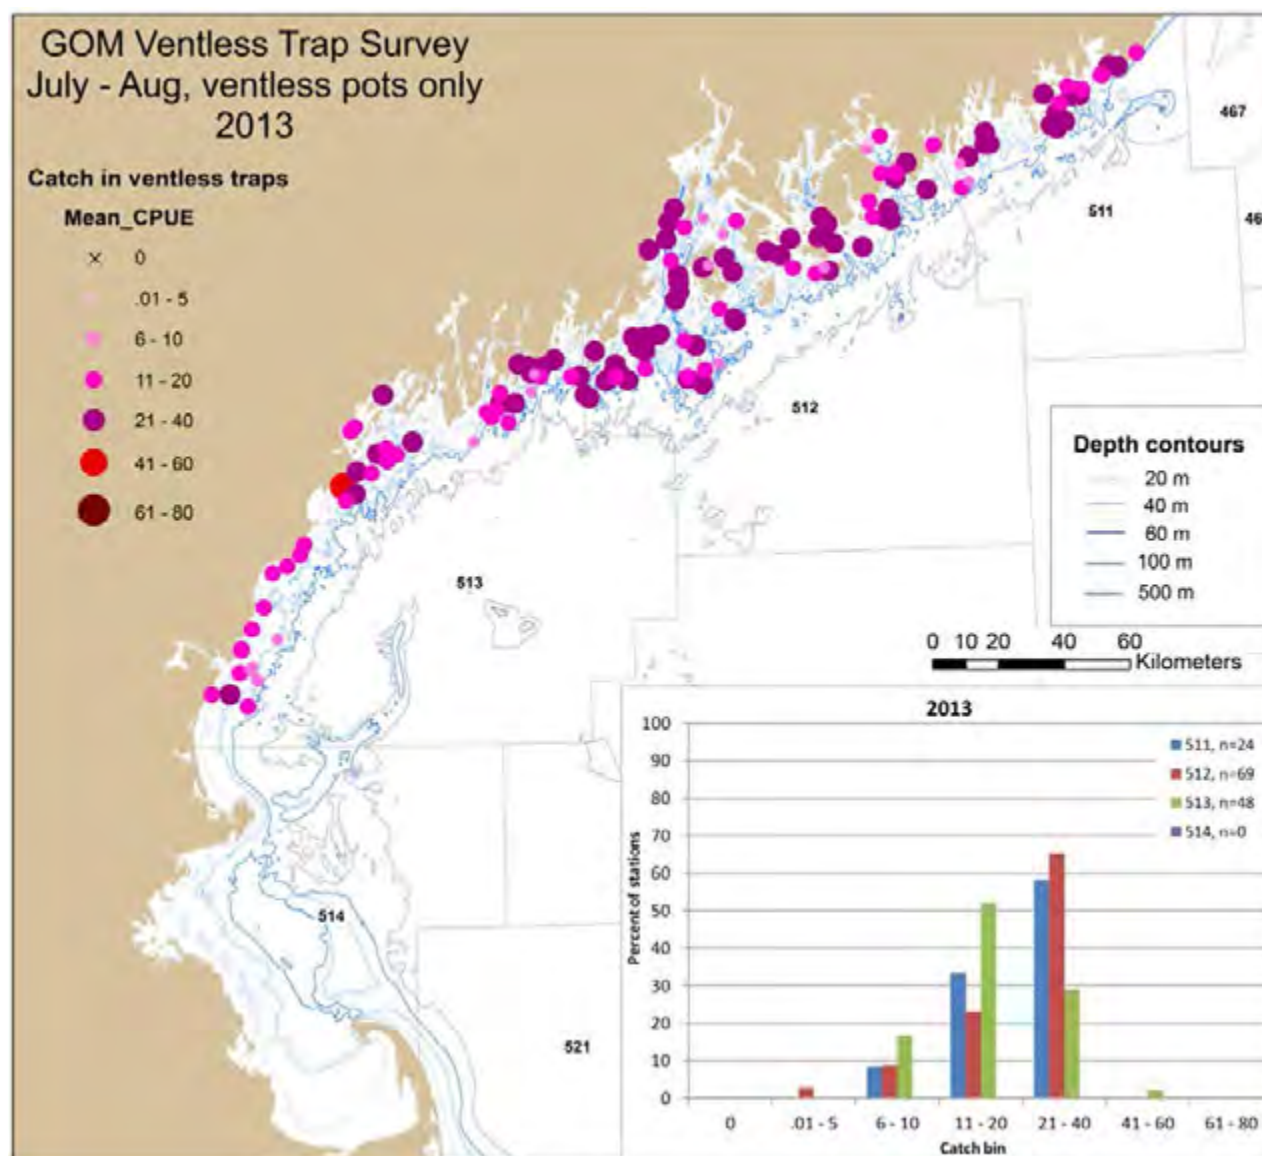 GOM Ventless Trap Survey
July - Aug, ventless pots only
2013
Catch in ventless traps
Mean_CPUE
0
.01 - 5
6 - 10
11 - 20
21 - 40
41 - 60
61 - 80
467
511
46
512
513
514
521
Depth contours
20 m
40 m
60 m
100 m
500 m
0 10 20 40 60
Kilometers
2013
100
90
80
70
60
50
40
30
20
10
0
Percent of stations
511, n=24
512, n=69
513, n=48
514, n=0
0 .01 - 5 6 - 10 11 - 20 21 - 40 41 - 60 61 - 80
Catch bin